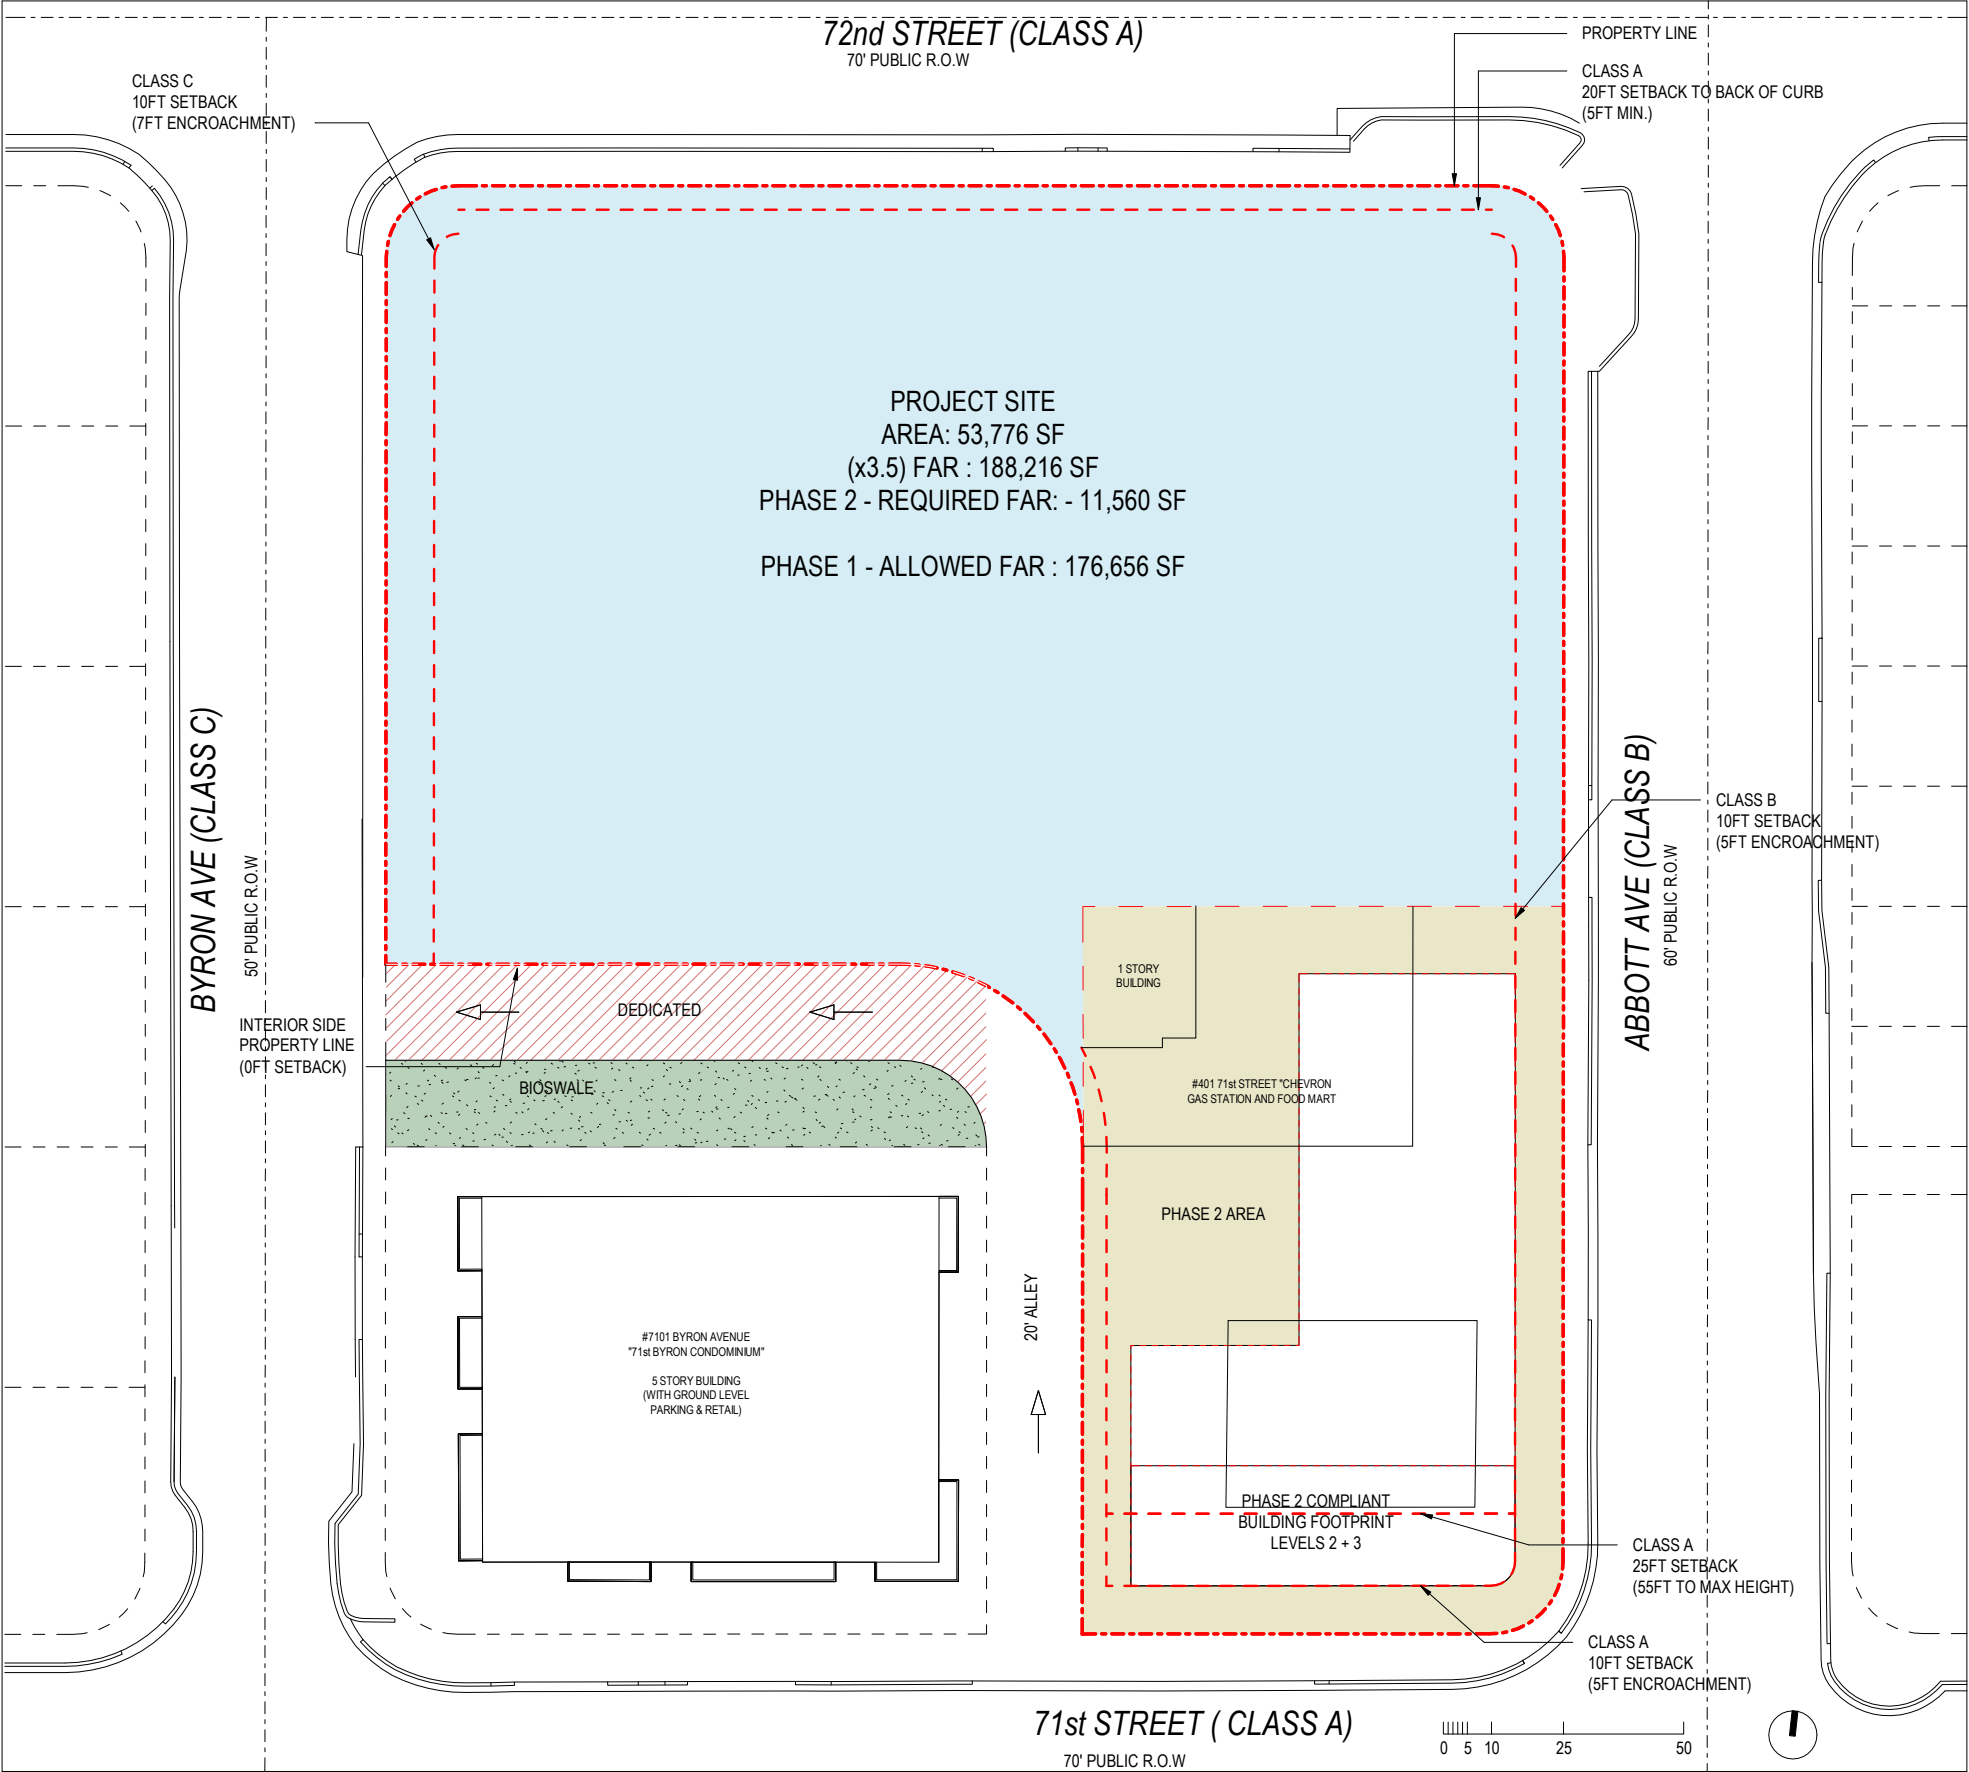 72nd STREET (CLASS A)
70' PUBLIC R.O.W
PROPERTY LINE
CLASS A
20FT SETBACK TO BACK OF CURB
(5FT MIN.)
CLASS C
10FT SETBACK
(7FT ENCROACHMENT)
PROJECT SITE
AREA: 53,776 SF
(x3.5) FAR : 188,216 SF
PHASE 2 - REQUIRED FAR: - 11,560 SF
PHASE 1 - ALLOWED FAR : 176,656 SF
BYRON AVE (CLASS C)
50' PUBLIC R.O.W
ABBOTT AVE (CLASS B)
60' PUBLIC R.O.W
CLASS B
10FT SETBACK
(5FT ENCROACHMENT)
1 STORY
BUILDING
DEDICATED
INTERIOR SIDE
PROPERTY LINE
(0FT SETBACK)
BIOSWALE
#401 71st STREET "CHEVRON
GAS STATION AND FOOD MART
PHASE 2 AREA
20' ALLEY
#7101 BYRON AVENUE
"71st BYRON CONDOMINIUM"
5 STORY BUILDING
(WITH GROUND LEVEL
PARKING & RETAIL)
PHASE 2 COMPLIANT
BUILDING FOOTPRINT
LEVELS 2 + 3
CLASS A
25FT SETBACK
(55FT TO MAX HEIGHT)
CLASS A
10FT SETBACK
(5FT ENCROACHMENT)
71st STREET ( CLASS A)
70' PUBLIC R.O.W
0 5 10 25 50